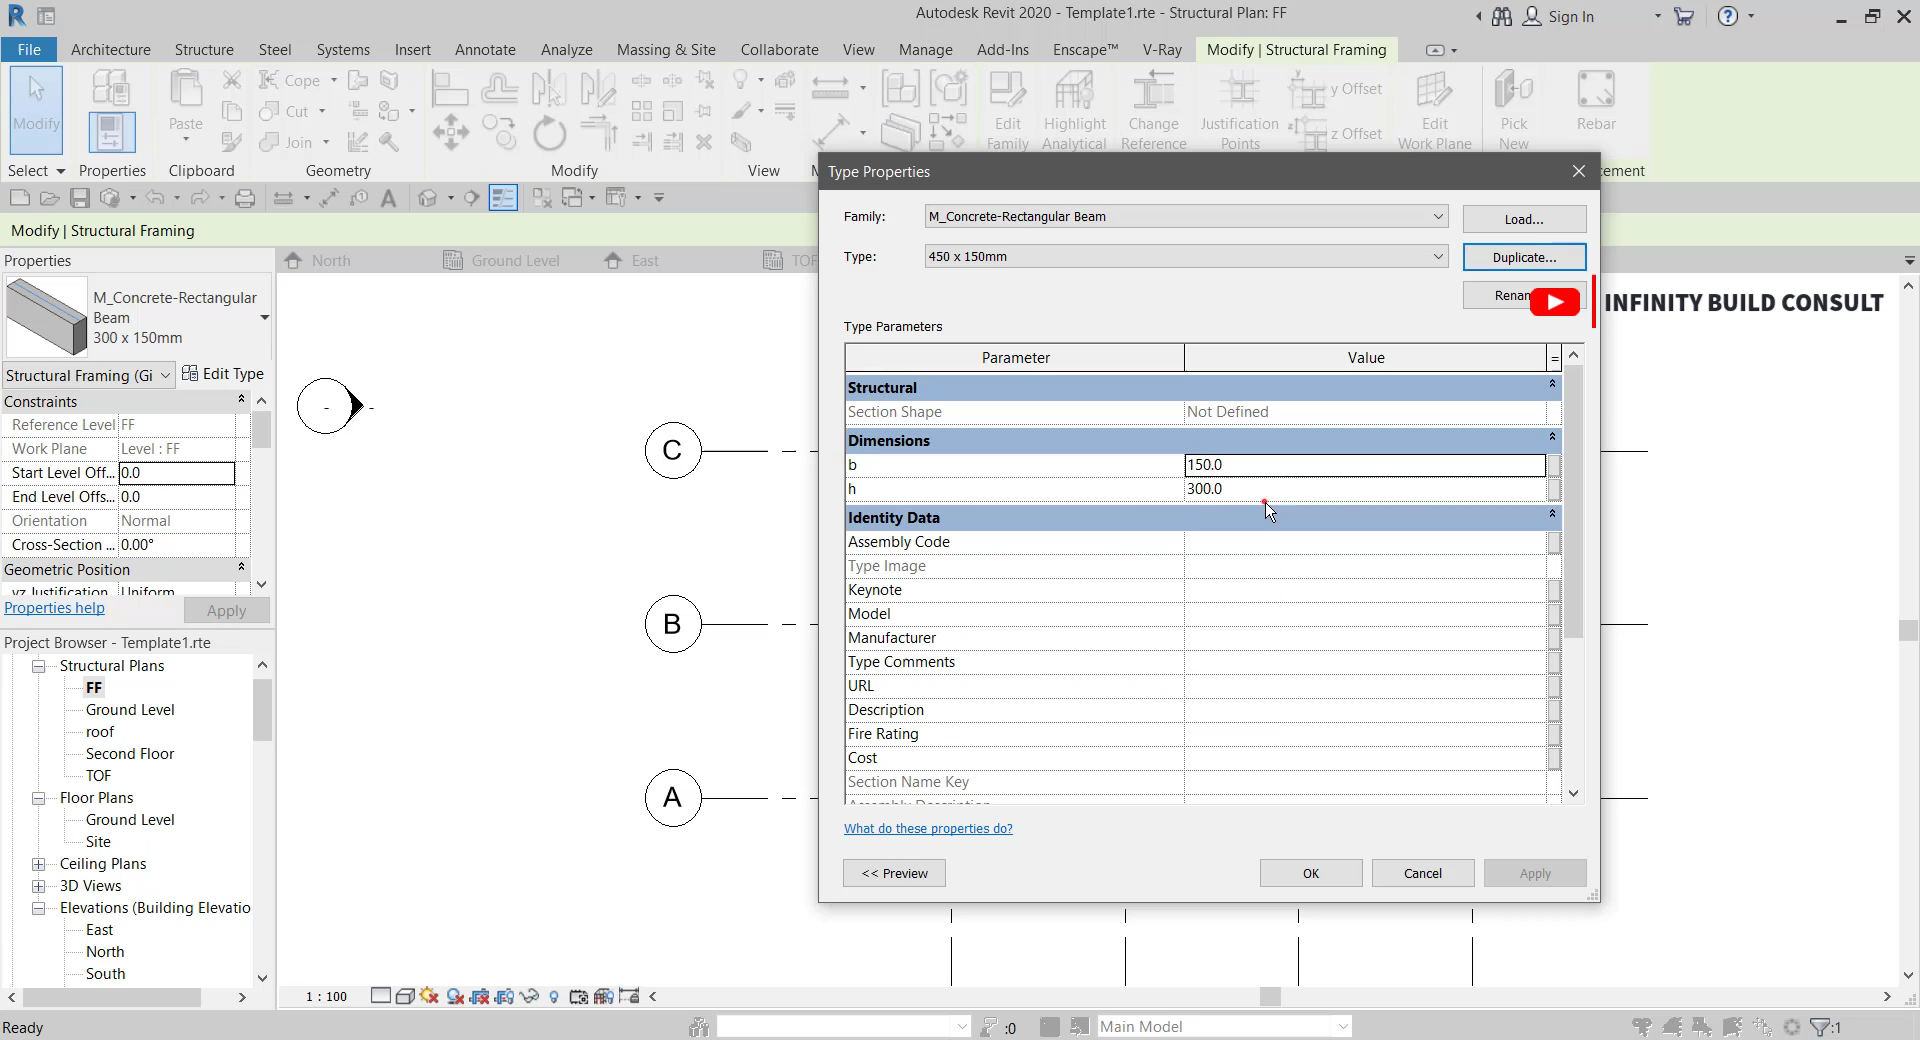 Autodesk Revit 2020 - Template1.rte - Structural Plan: FF
Sign In
File Architecture Structure Steel Systems Insert Annotate Analyze Massing & Site Collaborate View Manage Add-Ins Enscape™ V-Ray Modify | Structural Framing
Modify
Paste
Cope
Cut
Join
Edit Family
Highlight Analytical
Change Reference
Justification Points
y Offset
z Offset
Edit Work Plane
Pick New
Rebar
Select Properties Clipboard Geometry Modify View
Modify | Structural Framing
Properties
M_Concrete-Rectangular Beam
300 x 150mm
Structural Framing (Gi
Edit Type
Constraints
Reference Level FF
Work Plane Level : FF
Start Level Off... 0.0
End Level Offs... 0.0
Orientation Normal
Cross-Section ... 0.00°
Geometric Position
yz Justification Uniform
Properties help
Apply
Project Browser - Template1.rte
Structural Plans
FF
Ground Level
roof
Second Floor
TOF
Floor Plans
Ground Level
Site
Ceiling Plans
3D Views
Elevations (Building Elevatio
East
North
South
North
Ground Level
East
TOF
C
B
A
1 : 100
Type Properties
Family: M_Concrete-Rectangular Beam
Load...
Type: 450 x 150mm
Duplicate...
Renam
INFINITY BUILD CONSULT
Type Parameters
Parameter Value =
Structural
Section Shape Not Defined
Dimensions
b 150.0
h 300.0
Identity Data
Assembly Code
Type Image
Keynote
Model
Manufacturer
Type Comments
URL
Description
Fire Rating
Cost
Section Name Key
Assembly Description
What do these properties do?
<< Preview
OK
Cancel
Apply
Ready
:0
Main Model
:1